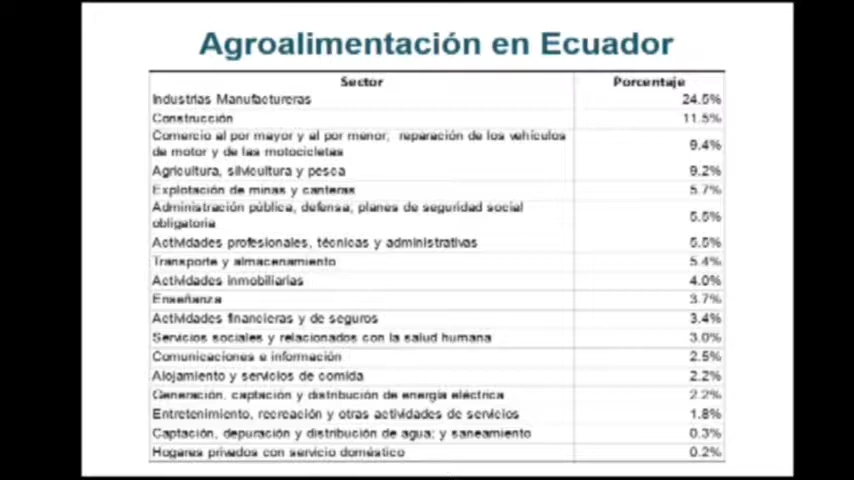 Agroalimentación en Ecuador
Sector Porcentaje
Industrias Manufactureras 24.5%
Construcción 11.5%
Comercio al por mayor y al por menor; reparación de los vehículos
de motor y de las motocicletas 9.4%
Agricultura, silvicultura y pesca 9.2%
Explotación de minas y canteras 5.7%
Administración pública, defensa; planes de seguridad social
obligatoria 5.5%
Actividades profesionales, técnicas y administrativas 5.5%
Transporte y almacenamiento 5.4%
Actividades inmobiliarias 4.0%
Enseñanza 3.7%
Actividades financieras y de seguros 3.4%
Servicios sociales y relacionados con la salud humana 3.0%
Comunicaciones e información 2.5%
Alojamiento y servicios de comida 2.2%
Generación, captación y distribución de energía eléctrica 2.2%
Entretenimiento, recreación y otras actividades de servicios 1.8%
Captación, depuración y distribución de agua; y saneamiento 0.3%
Hogares privados con servicio doméstico 0.2%